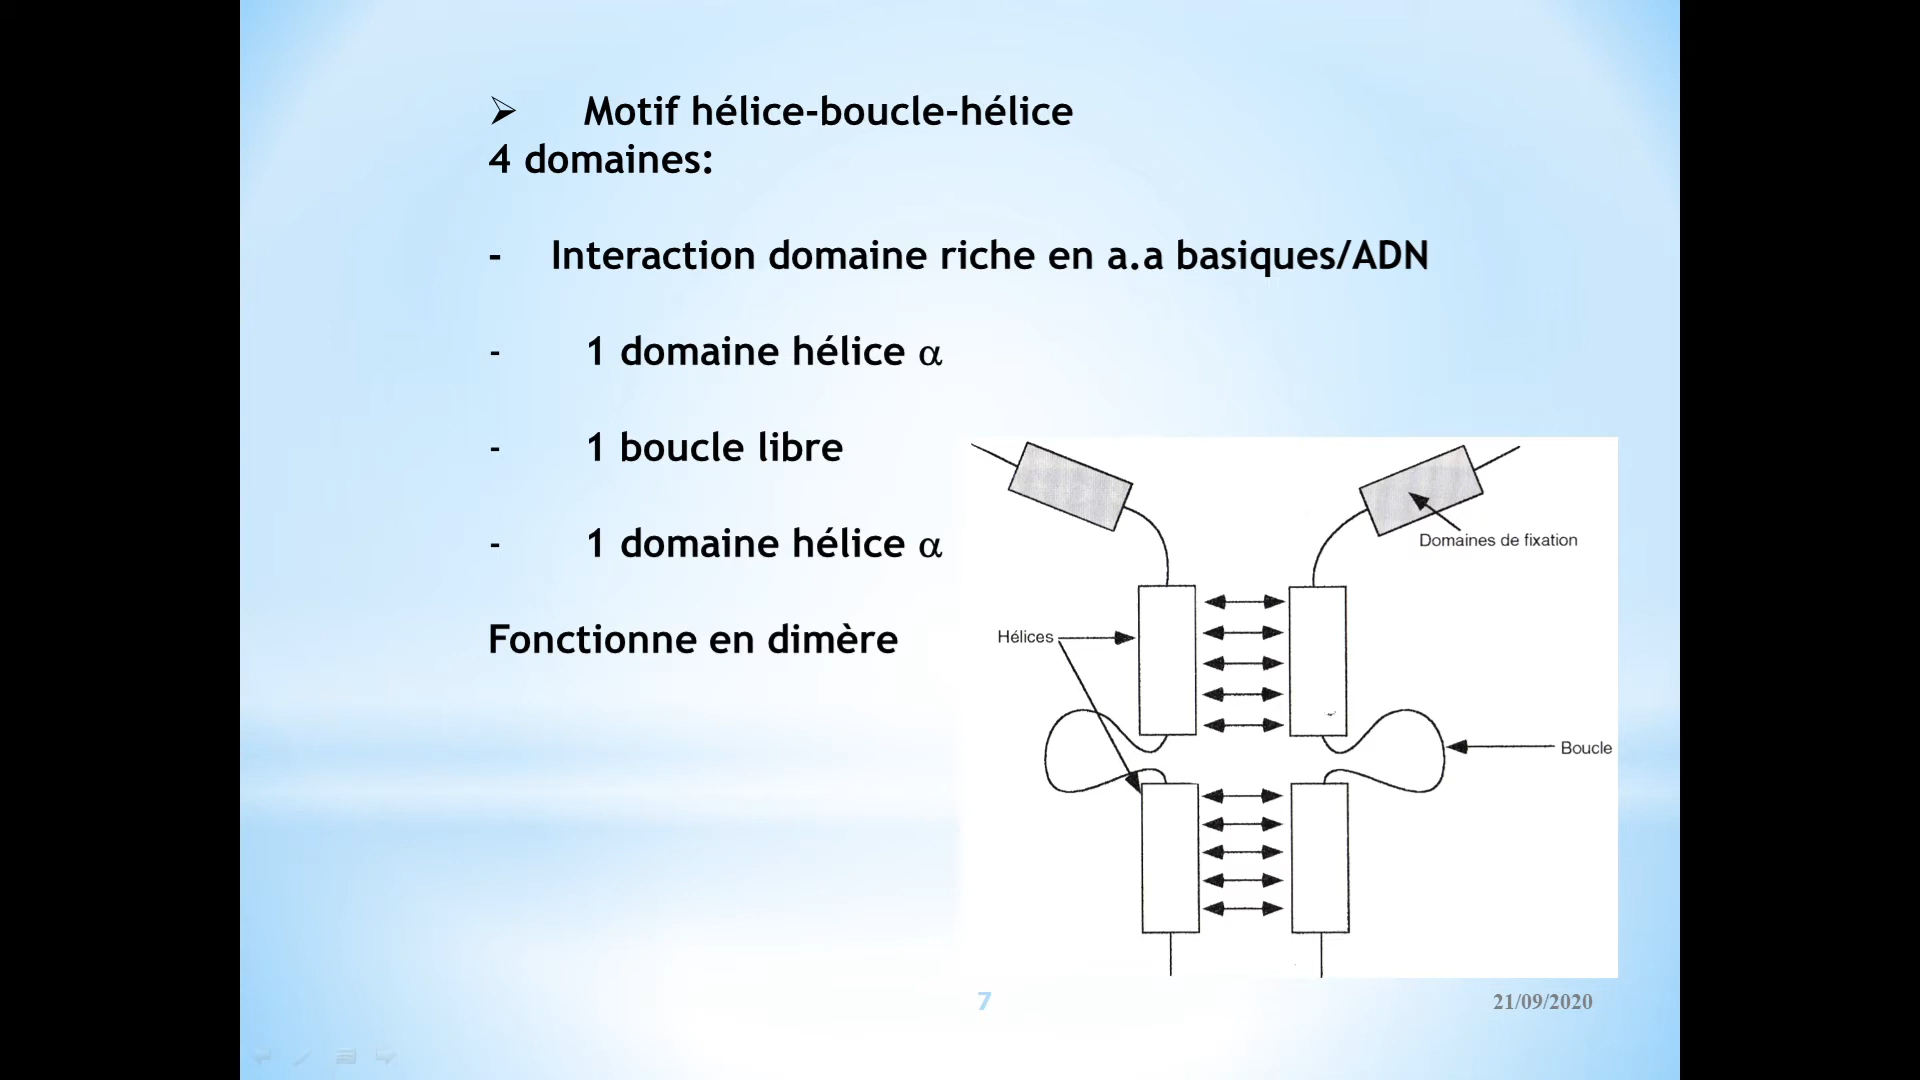 ➢ Motif hélice-boucle-hélice
4 domaines:
- Interaction domaine riche en a.a basiques/ADN
- 1 domaine hélice α
- 1 boucle libre
- 1 domaine hélice α
Fonctionne en dimère
Domaines de fixation
Hélices
Boucle
7
21/09/2020